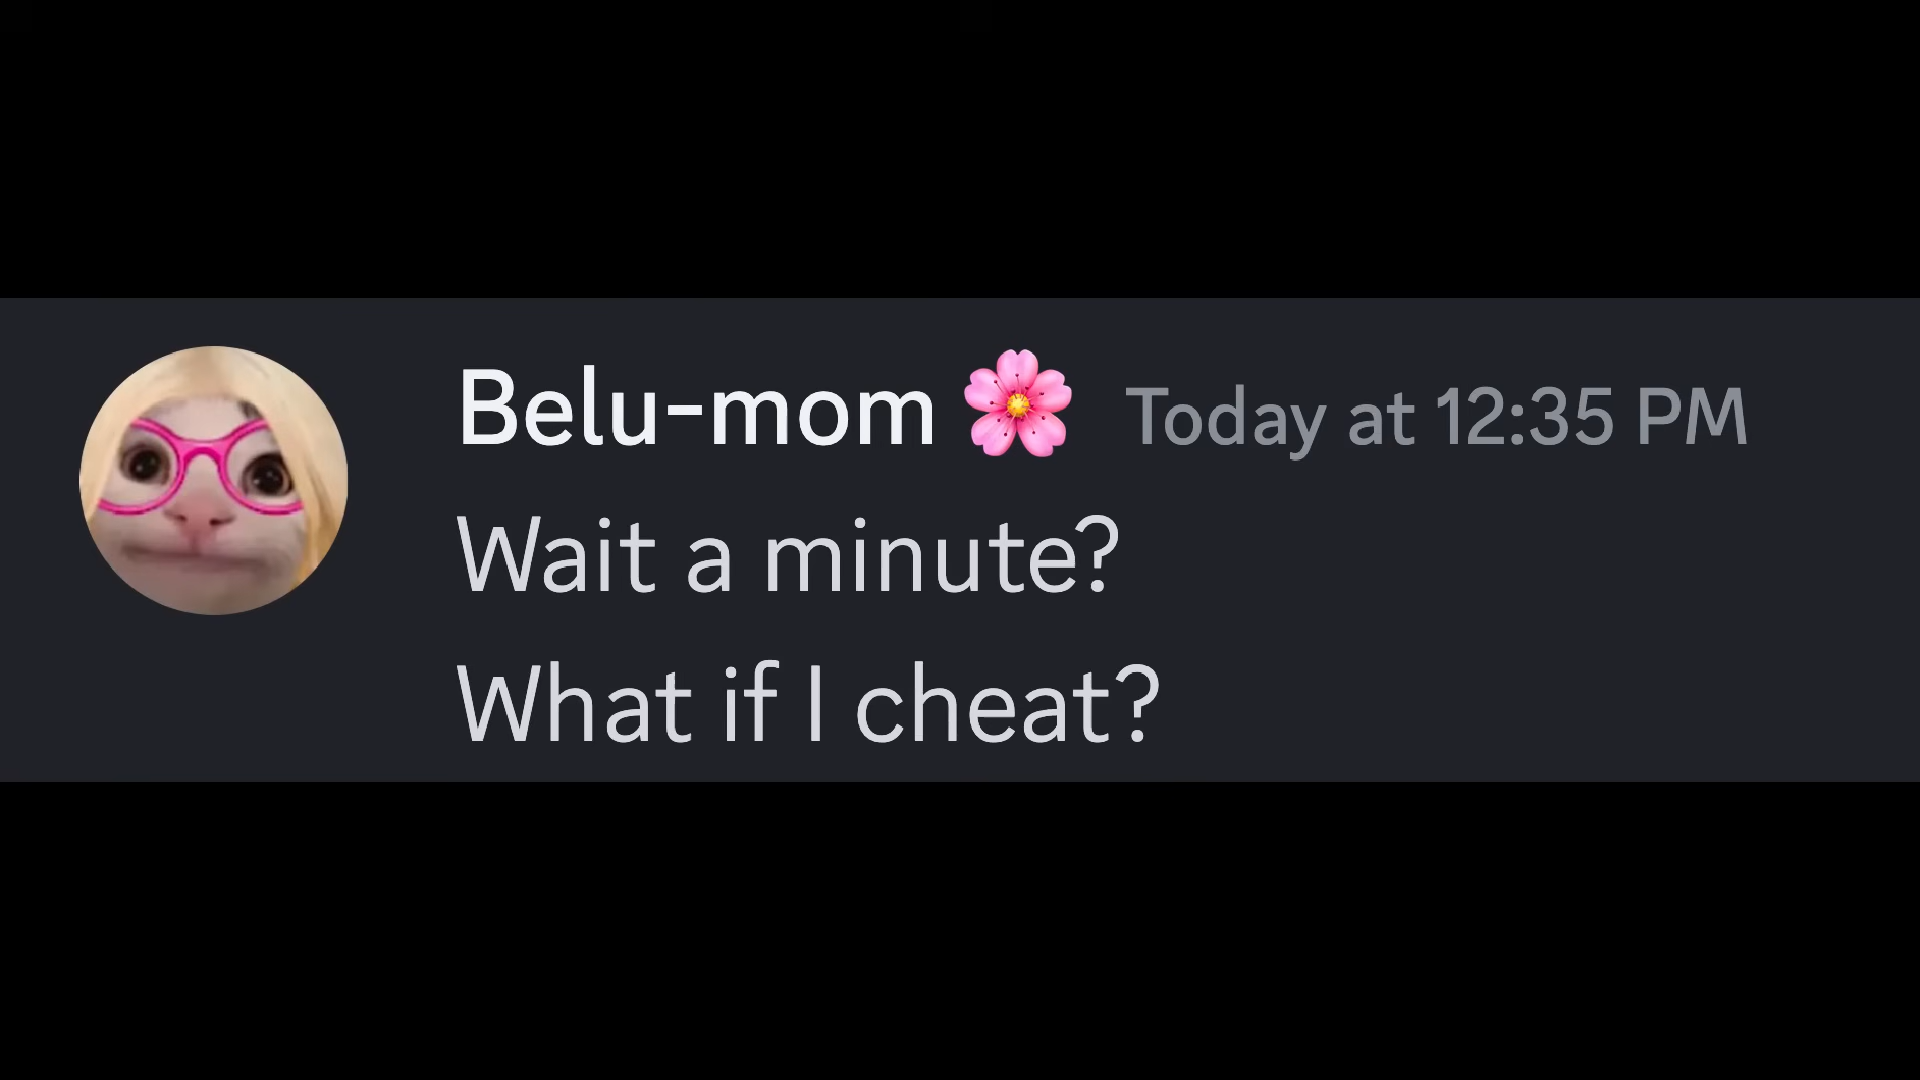 Belu-mom 🌸 Today at 12:35 PM
Wait a minute?
What if I cheat?